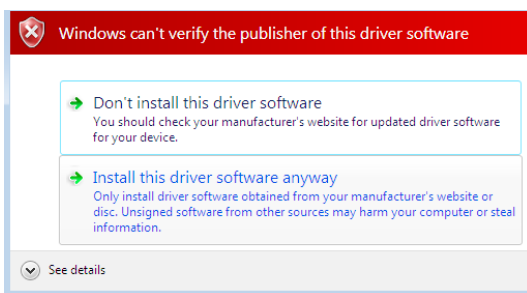 Windows can't verify the publisher of this driver software
Don't install this driver software
You should check your manufacturer's website for updated driver software
for your device.
Install this driver software anyway
Only install driver software obtained from your manufacturer's website or
disc. Unsigned software from other sources may harm your computer or steal
information.
See details